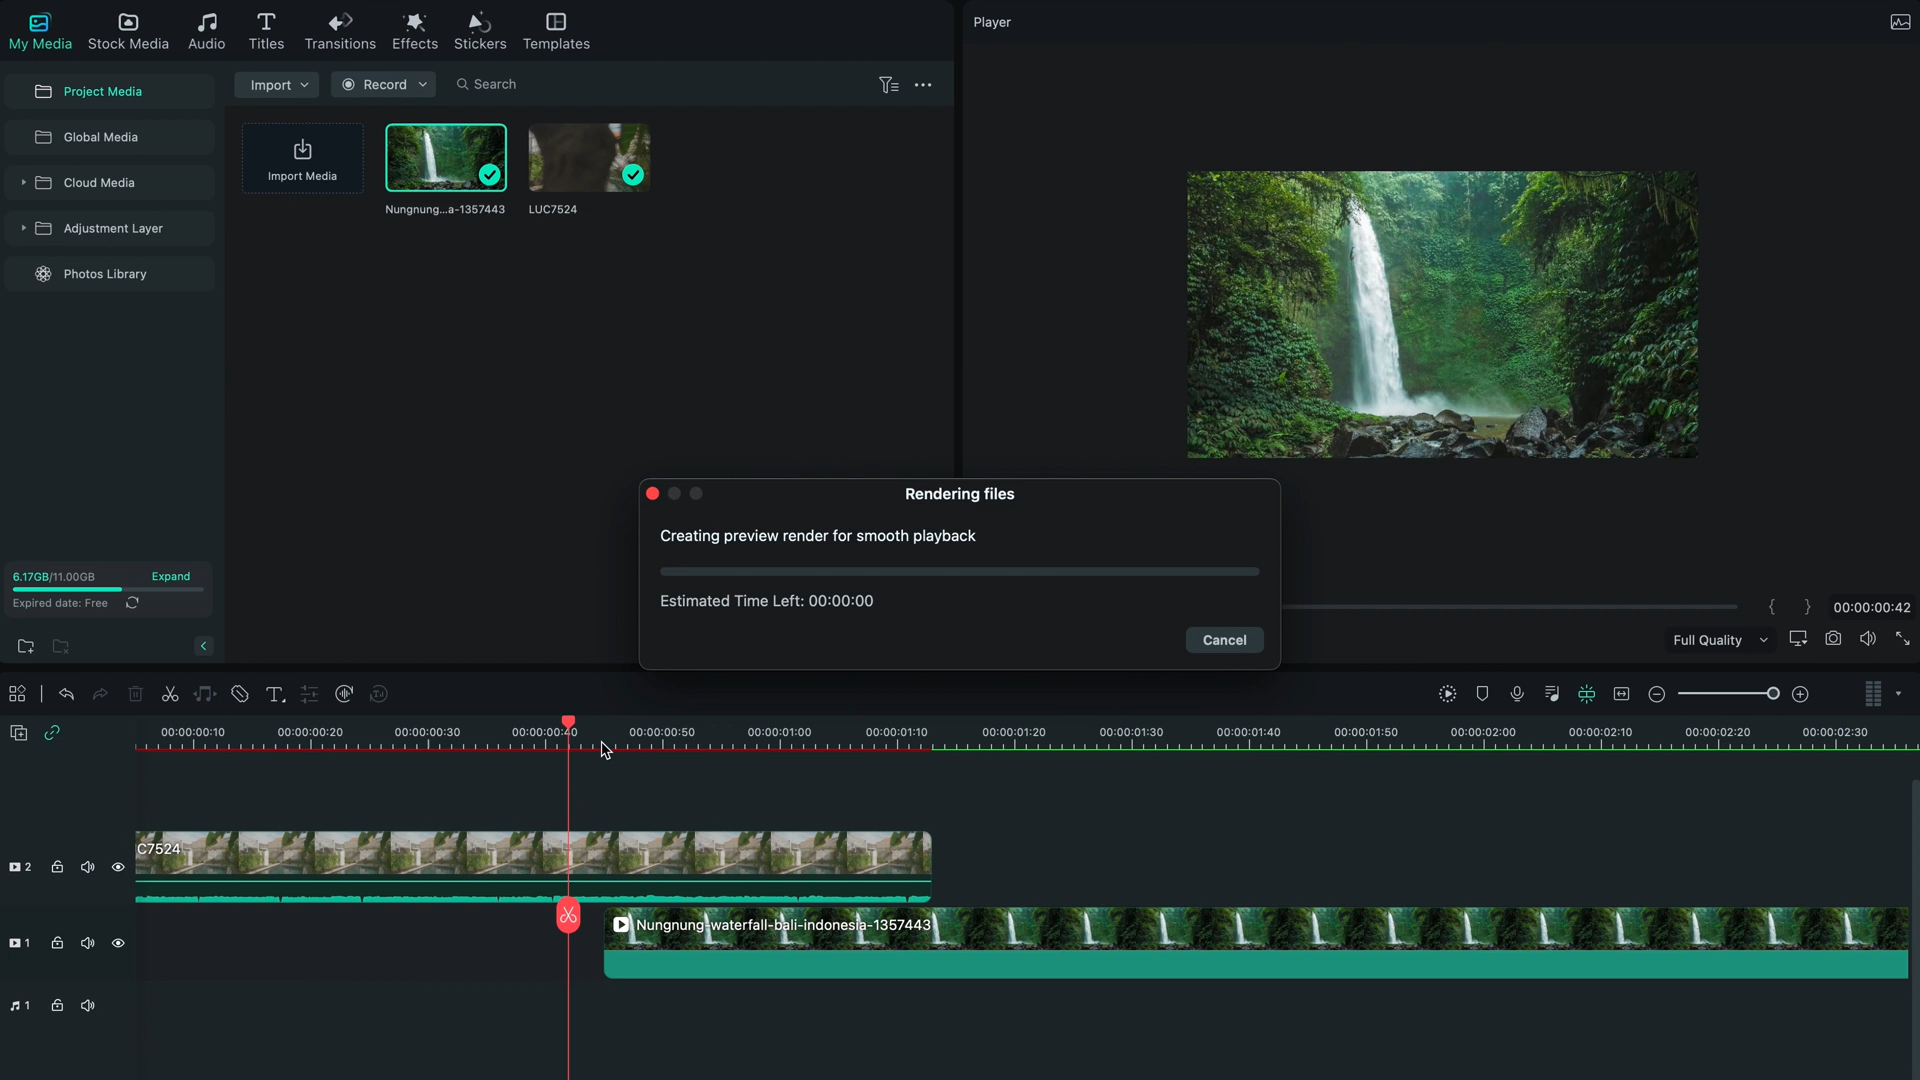 My Media
Stock Media
Audio
Titles
Transitions
Effects
Stickers
Templates
Player
Project Media
Import
Record
Search
Global Media
Cloud Media
Adjustment Layer
Photos Library
Import Media
Nungnung...a-1357443
LUC7524
Rendering files
Creating preview render for smooth playback
Estimated Time Left: 00:00:00
Cancel
6.17GB/11.00GB
Expand
Expired date: Free
{ } 00:00:00:42
Full Quality
00:00:00:10 00:00:00:20 00:00:00:30 00:00:00:40 00:00:00:50 00:00:01:00 00:00:01:10 00:00:01:20 00:00:01:30 00:00:01:40 00:00:01:50 00:00:02:00 00:00:02:10 00:00:02:20 00:00:02:30
C7524
2
Nungnung-waterfall-bali-indonesia-1357443
1
1